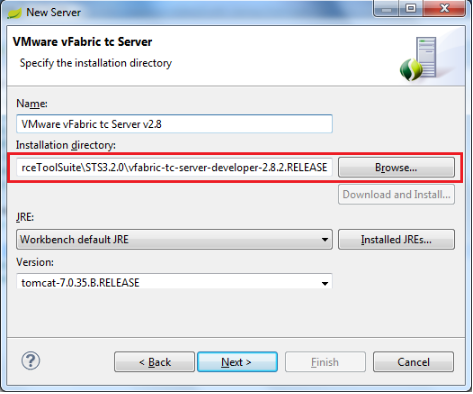 New Server
VMware vFabric tc Server
Specify the installation directory
Name:
VMware vFabric tc Server v2.8
Installation directory:
rceToolSuite\STS3.2.0\vfabric-tc-server-developer-2.8.2.RELEASE Browse...
Download and Install...
JRE:
Workbench default JRE Installed JREs...
Version:
tomcat-7.0.35.B.RELEASE
? < Back Next > Finish Cancel